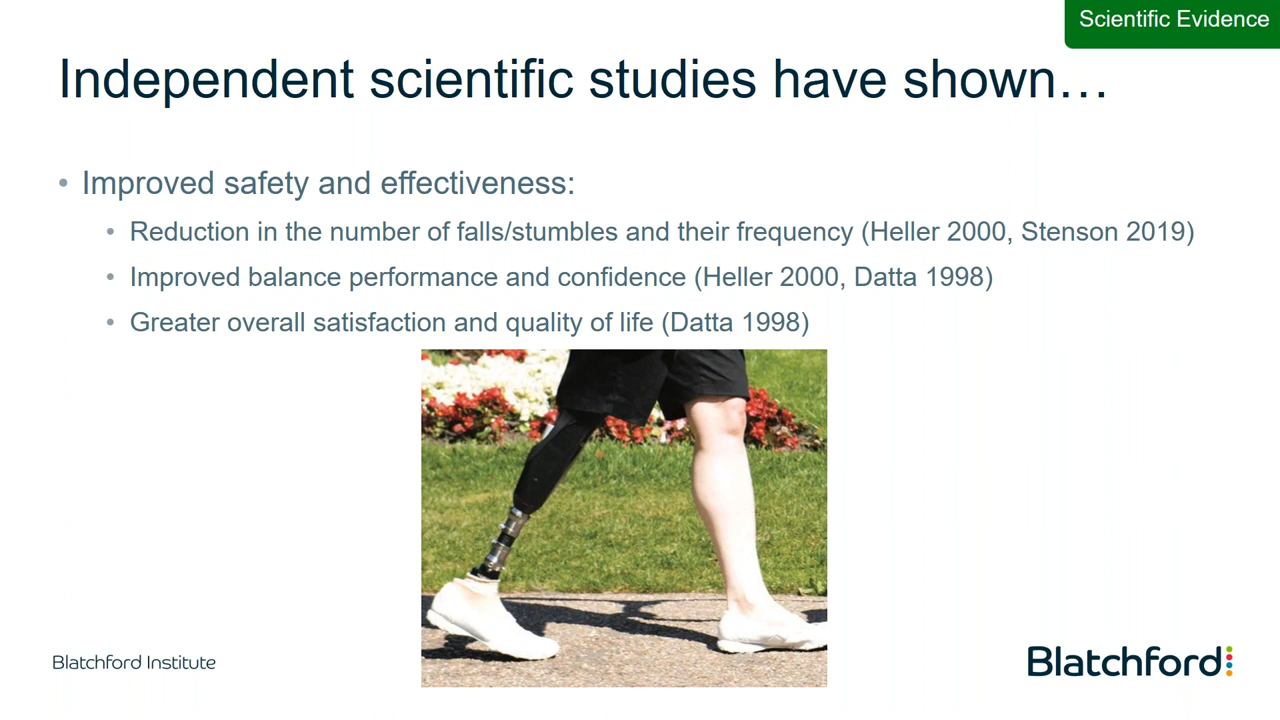 Scientific Evidence
Independent scientific studies have shown…
• Improved safety and effectiveness:
• Reduction in the number of falls/stumbles and their frequency (Heller 2000, Stenson 2019)
• Improved balance performance and confidence (Heller 2000, Datta 1998)
• Greater overall satisfaction and quality of life (Datta 1998)
Blatchford Institute
Blatchford